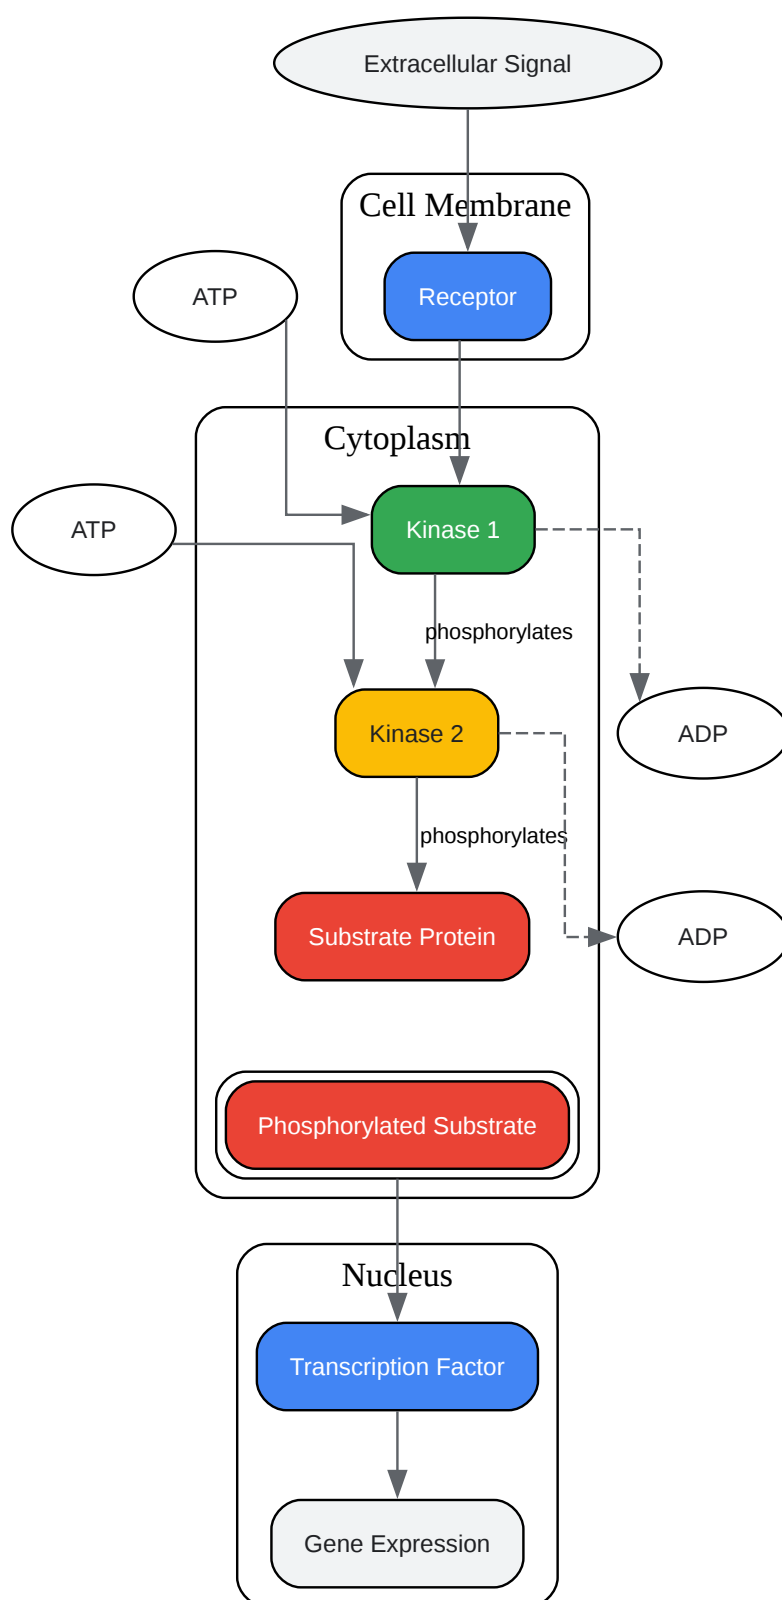 Extracellular Signal
Cell Membrane
ATP
Receptor
Cytoplasm
ATP
Kinase 1
phosphorylates
Kinase 2
ADP
phosphorylates
Substrate Protein
ADP
Phosphorylated Substrate
Nucleus
Transcription Factor
Gene Expression